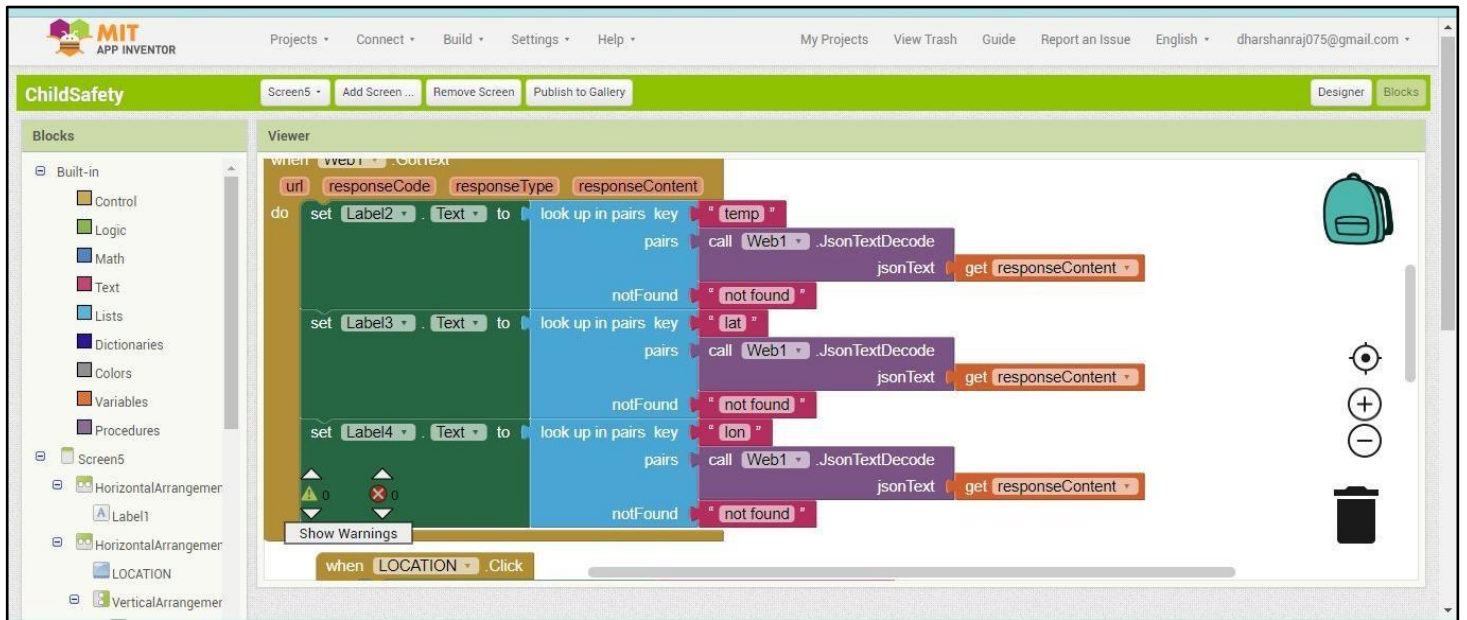 MIT
APP INVENTOR
Projects Connect Build Settings Help My Projects View Trash Guide Report an Issue English dharshanraj075@gmail.com
ChildSafety Screen5 Add Screen ... Remove Screen Publish to Gallery Designer Blocks
Blocks Viewer
Built-in
Control
Logic
Math
Text
Lists
Dictionaries
Colors
Variables
Procedures
Screen5
HorizontalArrangemer
Label1
HorizontalArrangemer
LOCATION
VerticalArrangemer
when Web1 .GotText
url responseCode responseType responseContent
do set Label2 . Text to look up in pairs key " temp "
pairs call Web1 .JsonTextDecode
jsonText get responseContent
notFound " not found "
set Label3 . Text to look up in pairs key " lat "
pairs call Web1 .JsonTextDecode
jsonText get responseContent
notFound " not found "
set Label4 . Text to look up in pairs key " lon "
pairs call Web1 .JsonTextDecode
jsonText get responseContent
notFound " not found "
0 0
Show Warnings
when LOCATION .Click